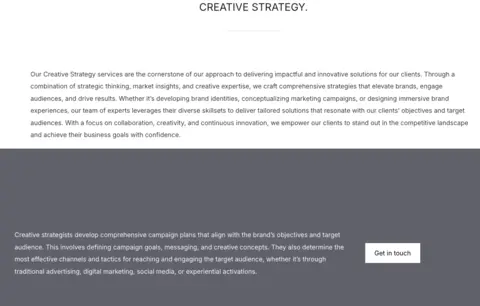 CREATIVE STRATEGY.
Our Creative Strategy services are the cornerstone of our approach to delivering impactful and innovative solutions for our clients. Through a
combination of strategic thinking, market insights, and creative expertise, we craft comprehensive strategies that elevate brands, engage
audiences, and drive results. Whether it's developing brand identities, conceptualizing marketing campaigns, or designing immersive brand
experiences, our team of experts leverages their diverse skillsets to deliver tailored solutions that resonate with our clients' objectives and target
audiences. With a focus on collaboration, creativity, and continuous innovation, we empower our clients to stand out in the competitive landscape
and achieve their business goals with confidence.
Creative strategists develop comprehensive campaign plans that align with the brand's objectives and target
audience. This involves defining campaign goals, messaging, and creative concepts. They also determine the
most effective channels and tactics for reaching and engaging the target audience, whether it's through
traditional advertising, digital marketing, social media, or experiential activations.
Get in touch